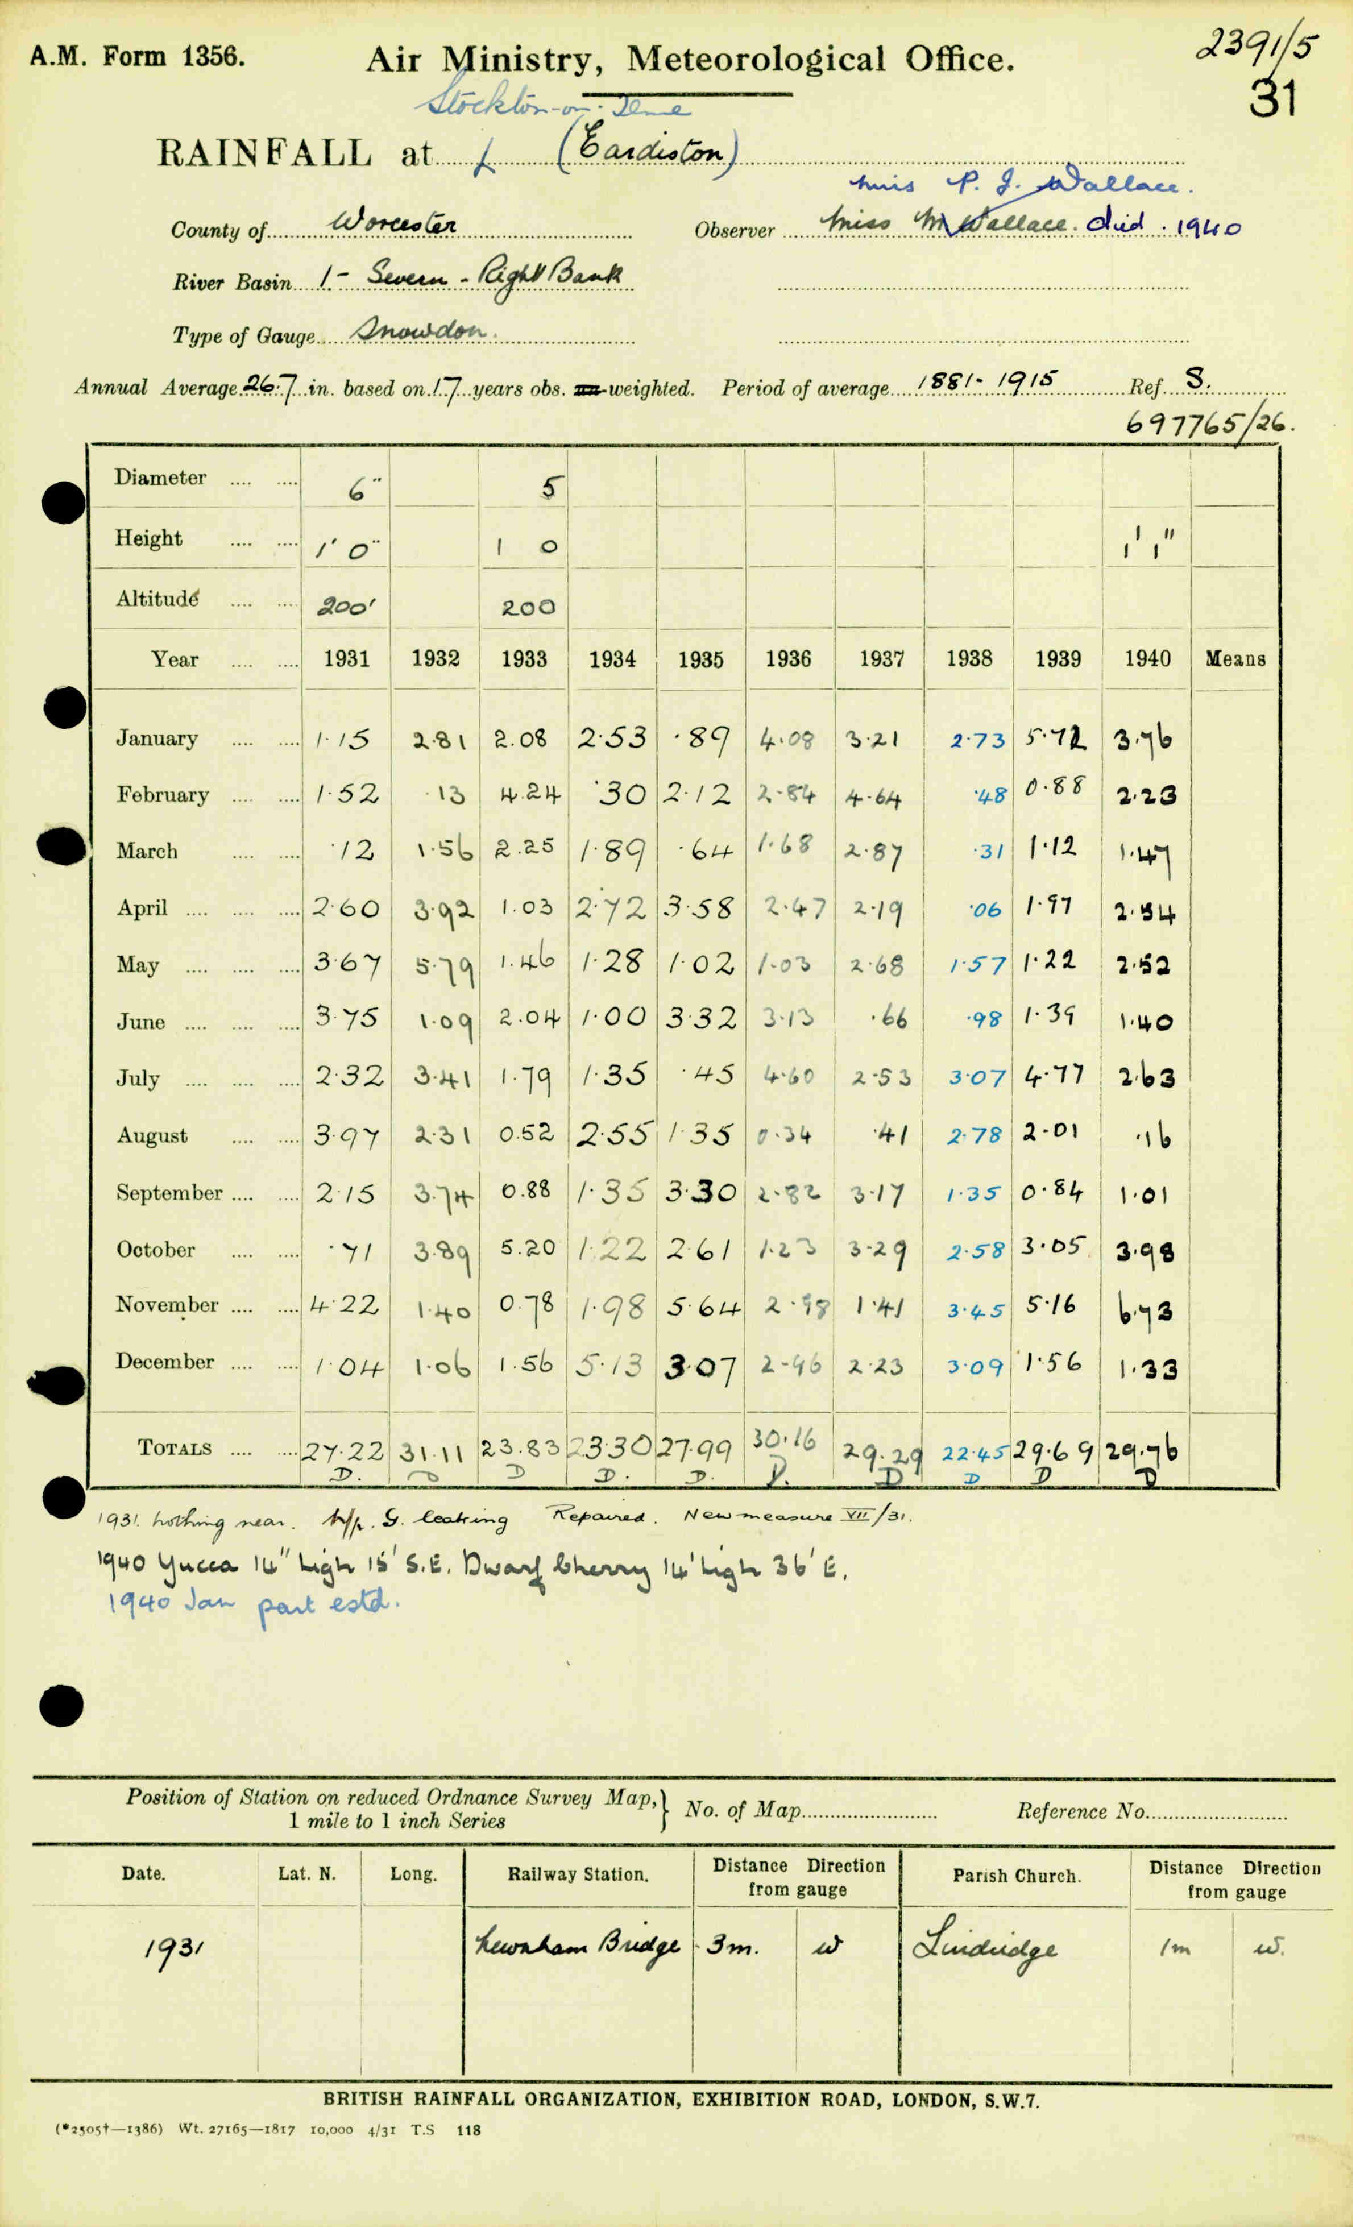 A.M. Form 1356.
Air Ministry, Meteorological Office.
2391/5
31
Stockton-on-Teme
RAINFALL at (Eardiston)
Miss P. J. Wallace.
County of Worcester Observer Miss M Wallace. died. 1940
River Basin 1- Severn - Right Bank
Type of Gauge Snowdon.
Annual Average 26.7 in. based on 17 years obs. un-weighted. Period of average 1881-1915 Ref. S.
697765/26.
Diameter .... .... 6" 5
Height .... .... 1' 0" 1 0 1' 1"
Altitude .... .... 200' 200
Year .... .... 1931 1932 1933 1934 1935 1936 1937 1938 1939 1940 Means
January .... .... 1.15 2.81 2.08 2.53 .89 4.08 3.21 2.73 5.72 3.76
February .... .... 1.52 .13 4.24 .30 2.12 2.84 4.64 .48 0.88 2.23
March .... .... .12 1.56 2.25 1.89 .64 1.68 2.87 .31 1.12 1.47
April .... .... .... 2.60 3.92 1.03 2.72 3.58 2.47 2.19 .06 1.97 2.54
May .... .... .... 3.67 5.79 1.46 1.28 1.02 1.03 2.68 1.57 1.22 2.52
June .... .... .... 3.75 1.09 2.04 1.00 3.32 3.13 .66 .98 1.39 1.40
July .... .... .... 2.32 3.41 1.79 1.35 .45 4.60 2.53 3.07 4.77 2.63
August .... .... 3.97 2.31 0.52 2.55 1.35 0.34 .41 2.78 2.01 .16
September .... .... 2.15 3.74 0.88 1.35 3.30 2.82 3.17 1.35 0.84 1.01
October .... .... .71 3.89 5.20 1.22 2.61 1.23 3.29 2.58 3.05 3.98
November .... .... 4.22 1.40 0.78 1.98 5.64 2.98 1.41 3.45 5.16 6.73
December .... .... 1.04 1.06 1.56 5.13 3.07 2.96 2.23 3.09 1.56 1.33
TOTALS .... .... 27.22 31.11 23.83 23.30 27.99 30.16 29.29 22.45 29.69 29.76
D. D D D. D. D. D D D D
1931. Nothing near. G. leaking Repaired. New measure VII/31.
1940 Yucca 14" high 15' S.E. Dwarf Cherry 14' high 36' E.
1940 Jan part estd.
Position of Station on reduced Ordnance Survey Map, 1 mile to 1 inch Series } No. of Map Reference No.
Date. Lat. N. Long. Railway Station. Distance Direction from gauge Parish Church. Distance Direction from gauge
1931 Newnham Bridge 3m. W Lindridge 1m W.
BRITISH RAINFALL ORGANIZATION, EXHIBITION ROAD, LONDON, S.W.7.
(*2505†—1386) Wt. 27165—1817 10,000 4/31 T.S 118